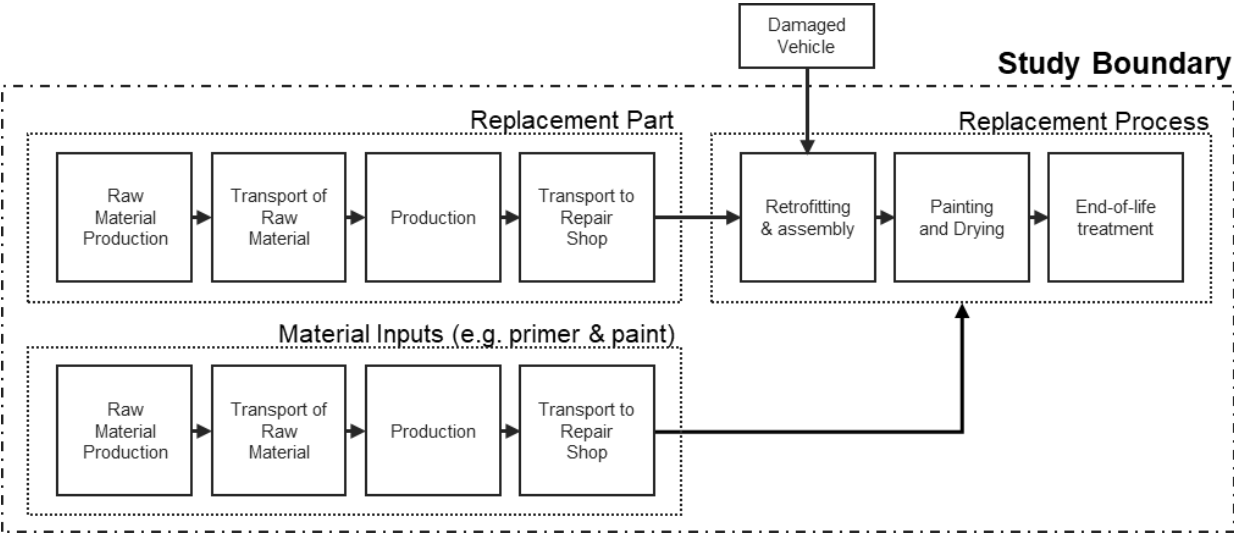 Damaged
Vehicle
Study Boundary
Replacement Part
Raw
Material
Production
Transport of
Raw
Material
Production
Transport to
Repair
Shop
Replacement Process
Retrofitting
& assembly
Painting
and Drying
End-of-life
treatment
Material Inputs (e.g. primer & paint)
Raw
Material
Production
Transport of
Raw
Material
Production
Transport to
Repair
Shop